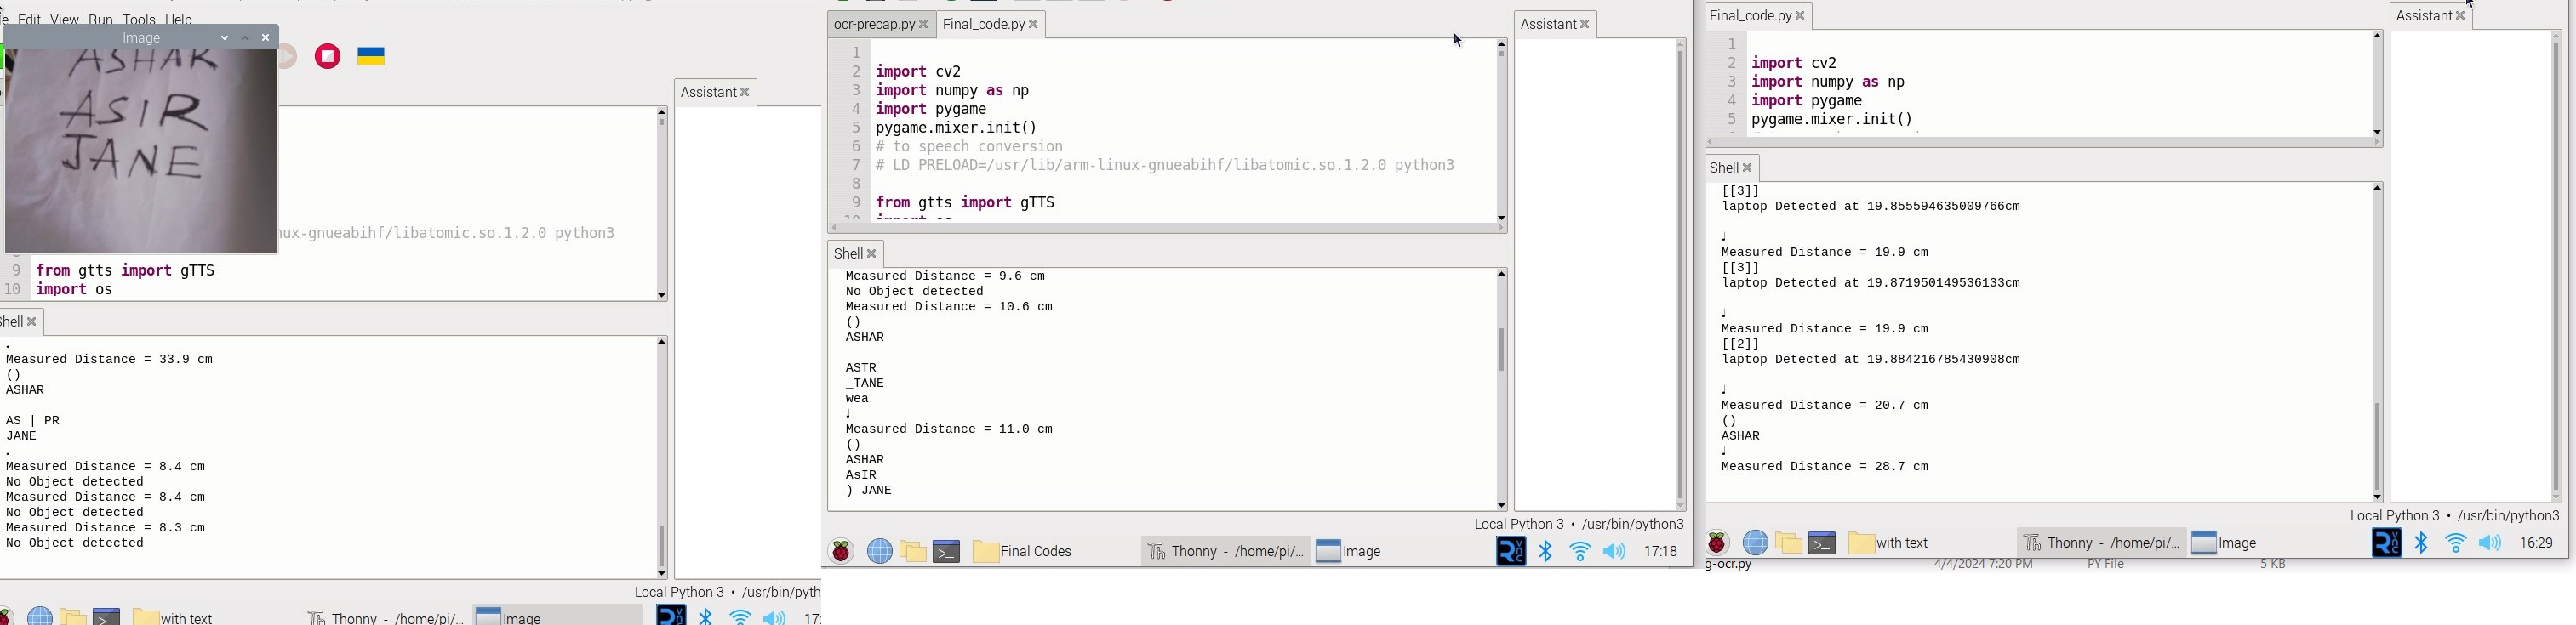 Edit View Run Tools Help
Image
ASHAR
ASIR
JANE
Assistant
nux-gnueabihf/libatomic.so.1.2.0 python3
9 from gtts import gTTS
10 import os
Shell
♩
Measured Distance = 33.9 cm
()
ASHAR
AS | PR
JANE
♩
Measured Distance = 8.4 cm
No Object detected
Measured Distance = 8.4 cm
No Object detected
Measured Distance = 8.3 cm
No Object detected
Local Python 3 • /usr/bin/pyth
with text
Thonny - /home/pi/...
Image
17:
ocr-precap.py
Final_code.py
Assistant
1
2 import cv2
3 import numpy as np
4 import pygame
5 pygame.mixer.init()
6 # to speech conversion
7 # LD_PRELOAD=/usr/lib/arm-linux-gnueabihf/libatomic.so.1.2.0 python3
8
9 from gtts import gTTS
Shell
Measured Distance = 9.6 cm
No Object detected
Measured Distance = 10.6 cm
()
ASHAR
ASTR
_TANE
wea
♩
Measured Distance = 11.0 cm
()
ASHAR
AsIR
) JANE
Local Python 3 • /usr/bin/python3
Final Codes
Thonny - /home/pi/...
Image
17:18
Final_code.py
Assistant
1
2 import cv2
3 import numpy as np
4 import pygame
5 pygame.mixer.init()
Shell
[[3]]
laptop Detected at 19.855594635009766cm
♩
Measured Distance = 19.9 cm
[[3]]
laptop Detected at 19.871950149536133cm
♩
Measured Distance = 19.9 cm
[[2]]
laptop Detected at 19.884216785430908cm
♩
Measured Distance = 20.7 cm
()
ASHAR
♩
Measured Distance = 28.7 cm
Local Python 3 • /usr/bin/python3
with text
Thonny - /home/pi/...
Image
16:29
g-ocr.py
4/4/2024 7:20 PM
PY File
5 KB